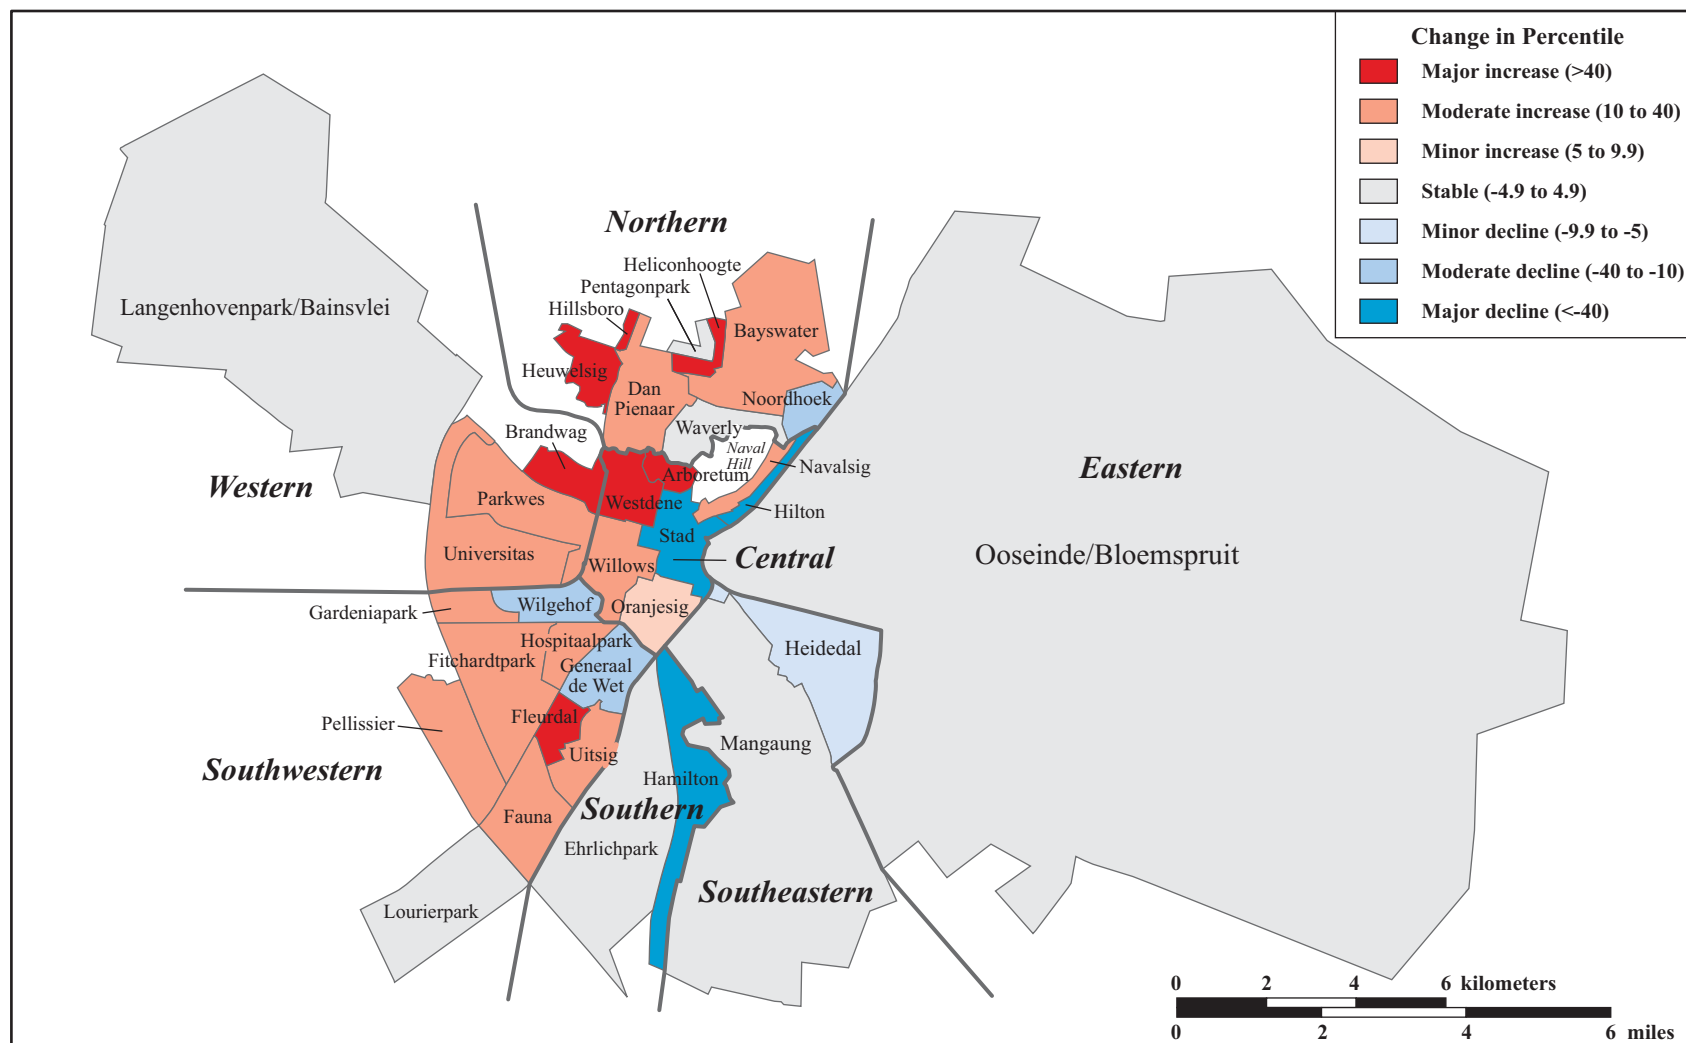 Change in Percentile
Major increase (>40)
Moderate increase (10 to 40)
Minor increase (5 to 9.9)
Stable (-4.9 to 4.9)
Minor decline (-9.9 to -5)
Moderate decline (-40 to -10)
Major decline (<-40)
Northern
Heliconhoogte
Pentagonpark
Hillsboro
Langenhovenpark/Bainsvlei
Bayswater
Heuwelsig
Dan
Pienaar
Noordhoek
Waverly
Brandwag
Naval
Hill
Navalsig
Eastern
Western
Arboretum
Parkwes
Westdene
Hilton
Stad
Central
Ooseinde/Bloemspruit
Universitas
Willows
Gardeniapark
Wilgehof
Oranjesig
Hospitaalpark
Heidedal
Fitchardtpark
Generaal
de Wet
Pellissier
Fleurdal
Mangaung
Uitsig
Southwestern
Hamilton
Southern
Fauna
Ehrlichpark
Southeastern
Lourierpark
0 2 4 6 kilometers
0 2 4 6 miles